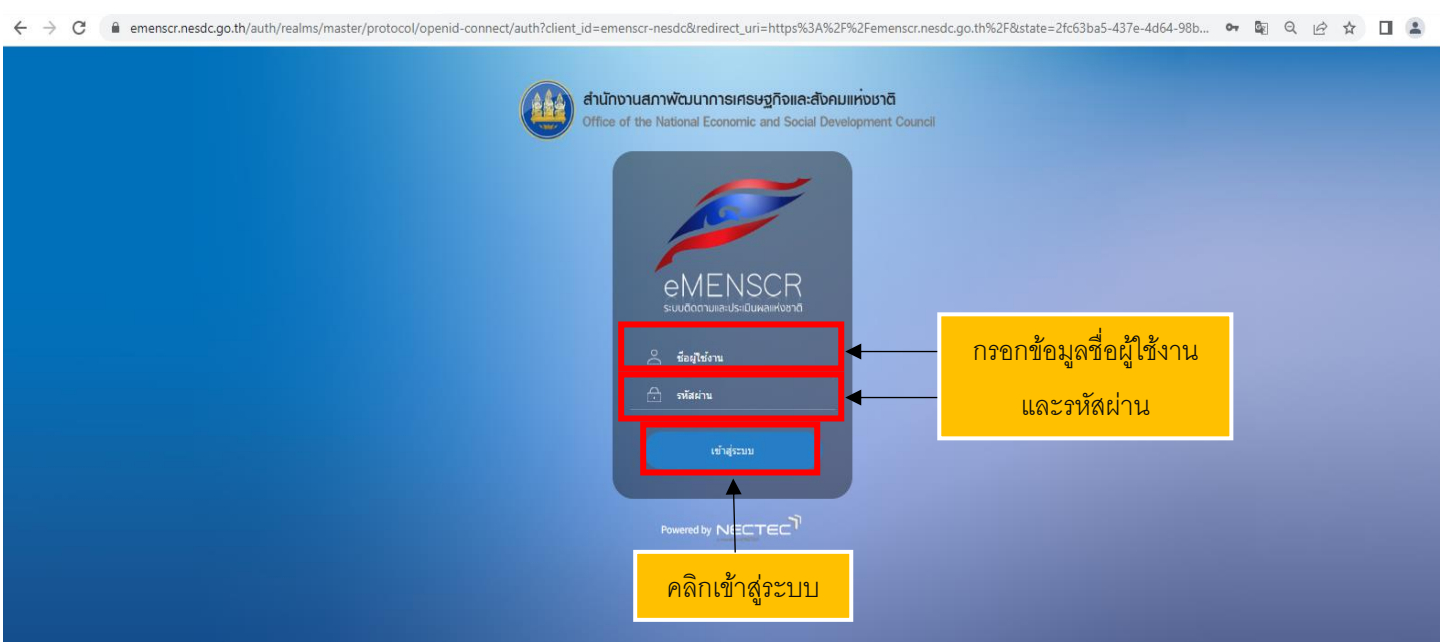 emenscr.nesdc.go.th/auth/realms/master/protocol/openid-connect/auth?client_id=emenscr-nesdc&redirect_uri=https%3A%2F%2Femenscr.nesdc.go.th%2F&state=2fc63ba5-437e-4d64-98b...
สำนักงานสภาพัฒนาการเศรษฐกิจและสังคมแห่งชาติ
Office of the National Economic and Social Development Council
eMENSCR
ระบบติดตามและประเมินผลแห่งชาติ
ชื่อผู้ใช้งาน
รหัสผ่าน
เข้าสู่ระบบ
กรอกข้อมูลชื่อผู้ใช้งาน
และรหัสผ่าน
Powered by NECTEC
คลิกเข้าสู่ระบบ